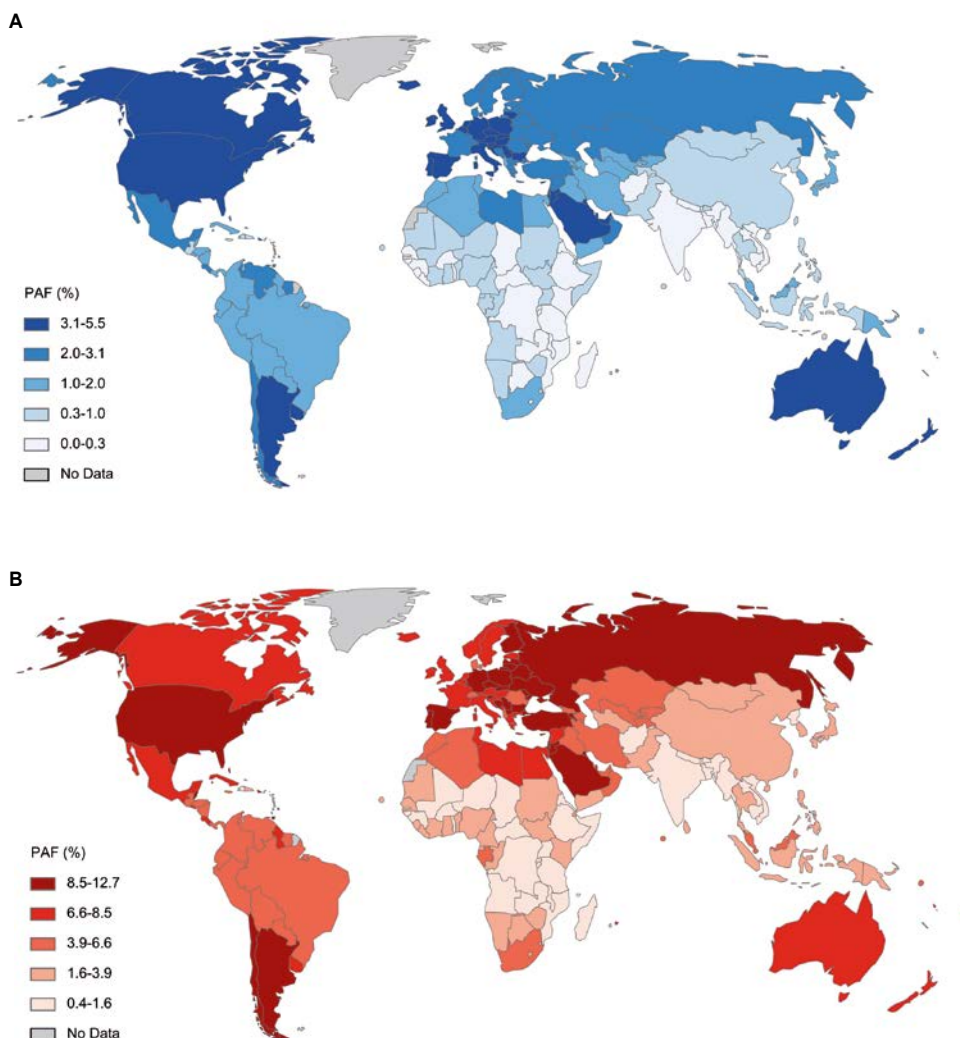 A
PAF (%)
3.1-5.5
2.0-3.1
1.0-2.0
0.3-1.0
0.0-0.3
No Data
B
PAF (%)
8.5-12.7
6.6-8.5
3.9-6.6
1.6-3.9
0.4-1.6
No Data